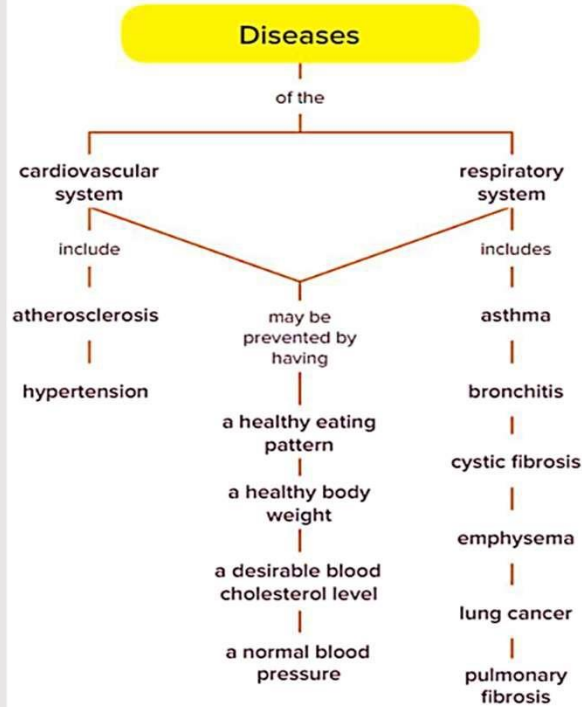 Diseases
of the
cardiovascular
system
include
atherosclerosis
hypertension
may be
prevented by
having
a healthy eating
pattern
a healthy body
weight
a desirable blood
cholesterol level
a normal blood
pressure
respiratory
system
includes
asthma
bronchitis
cystic fibrosis
emphysema
lung cancer
pulmonary
fibrosis